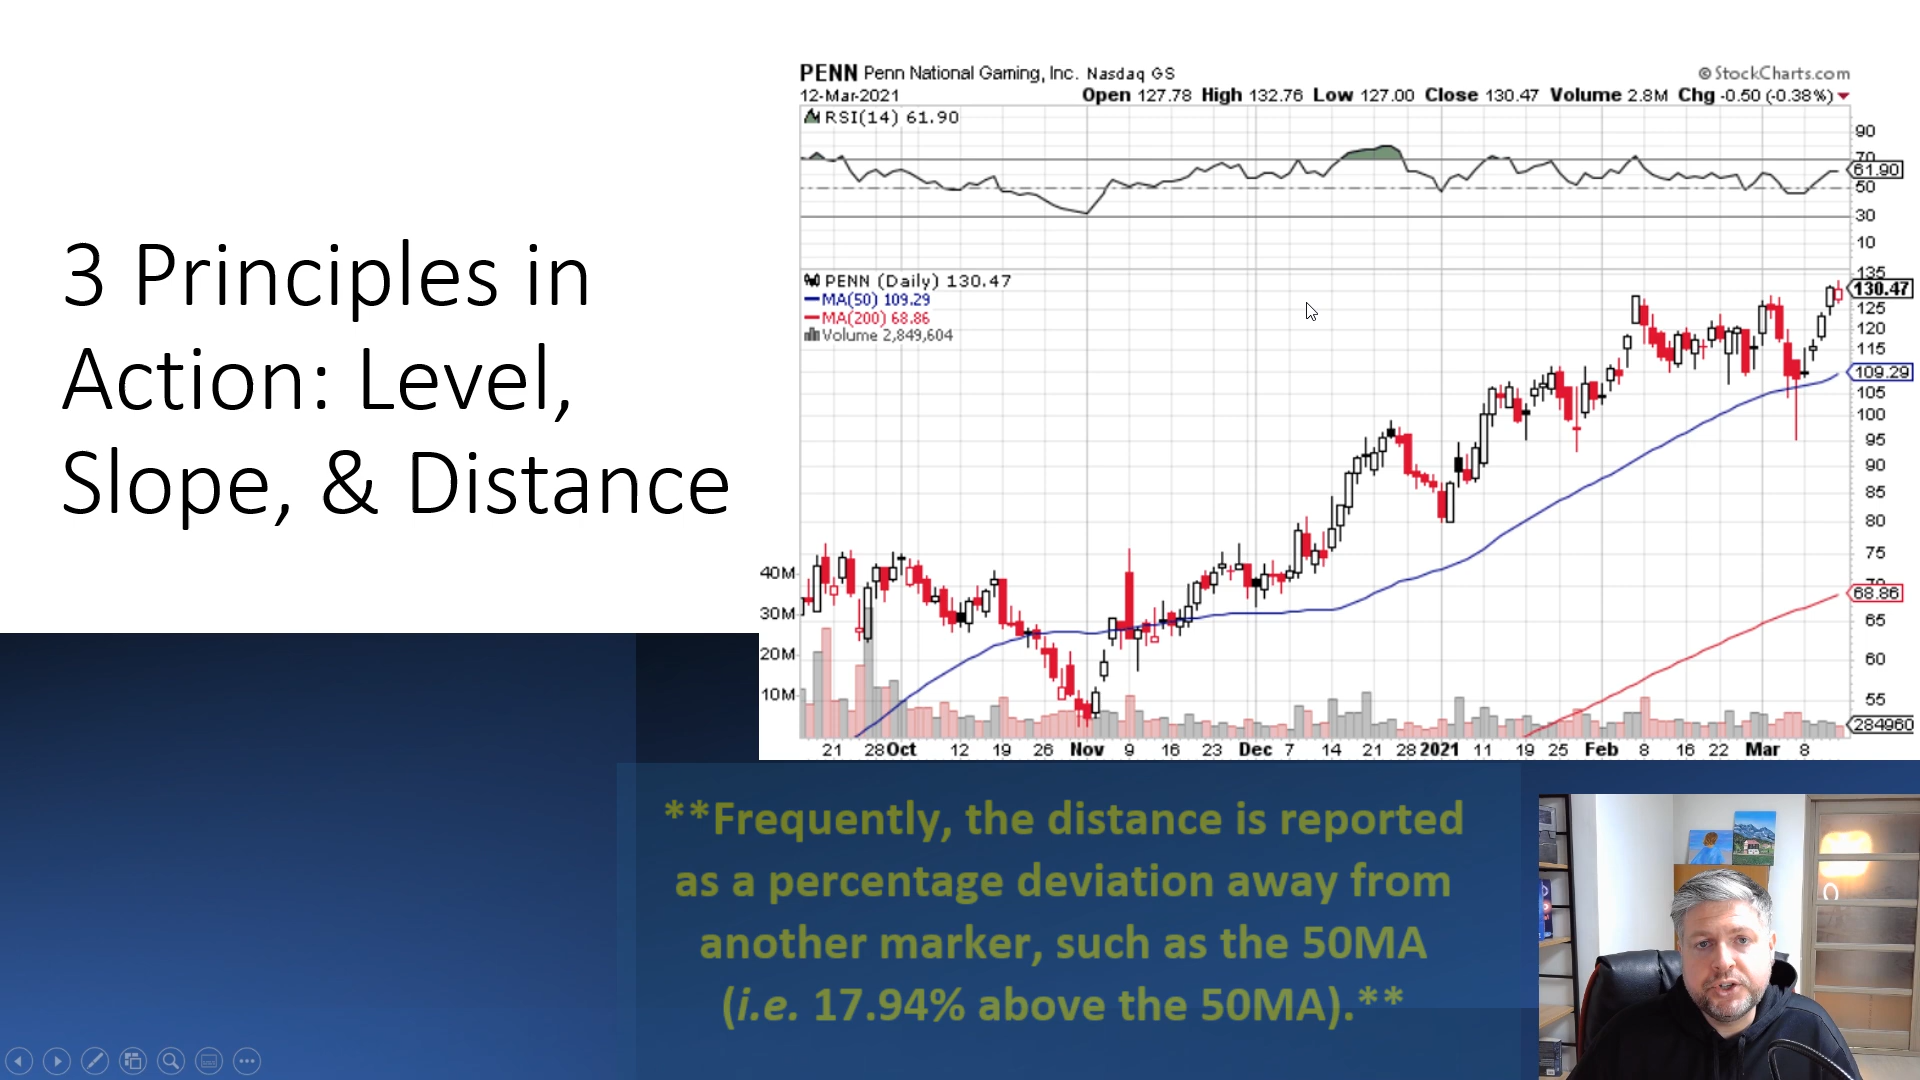 3 Principles in
Action: Level,
Slope, & Distance
PENN Penn National Gaming, Inc. Nasdaq GS
© StockCharts.com
12-Mar-2021
Open 127.78 High 132.76 Low 127.00 Close 130.47 Volume 2.8M Chg -0.50 (-0.38%)
RSI(14) 61.90
90
70
61.90
50
30
10
PENN (Daily) 130.47
MA(50) 109.29
MA(200) 68.86
Volume 2,849,604
135
130.47
125
120
115
109.29
105
100
95
90
85
80
75
70
68.86
65
60
55
284960
40M
30M
20M
10M
21 28 Oct 12 19 26 Nov 9 16 23 Dec 7 14 21 28 2021 11 19 25 Feb 8 16 22 Mar 8
**Frequently, the distance is reported
as a percentage deviation away from
another marker, such as the 50MA
(i.e. 17.94% above the 50MA).**